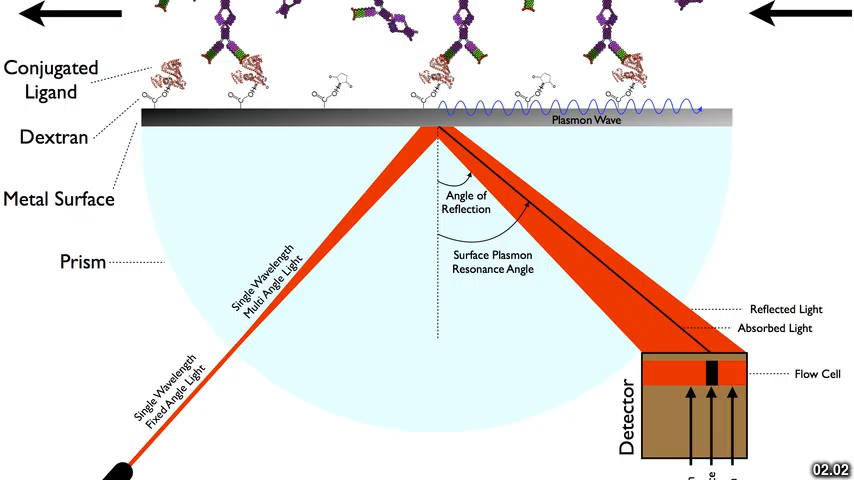 Conjugated
Ligand
Dextran
Metal Surface
Prism
Plasmon Wave
Angle of
Reflection
Surface Plasmon
Resonance Angle
Single Wavelength
Multi Angle Light
Single Wavelength
Fixed Angle Light
Reflected Light
Absorbed Light
Flow Cell
Detector
02.02